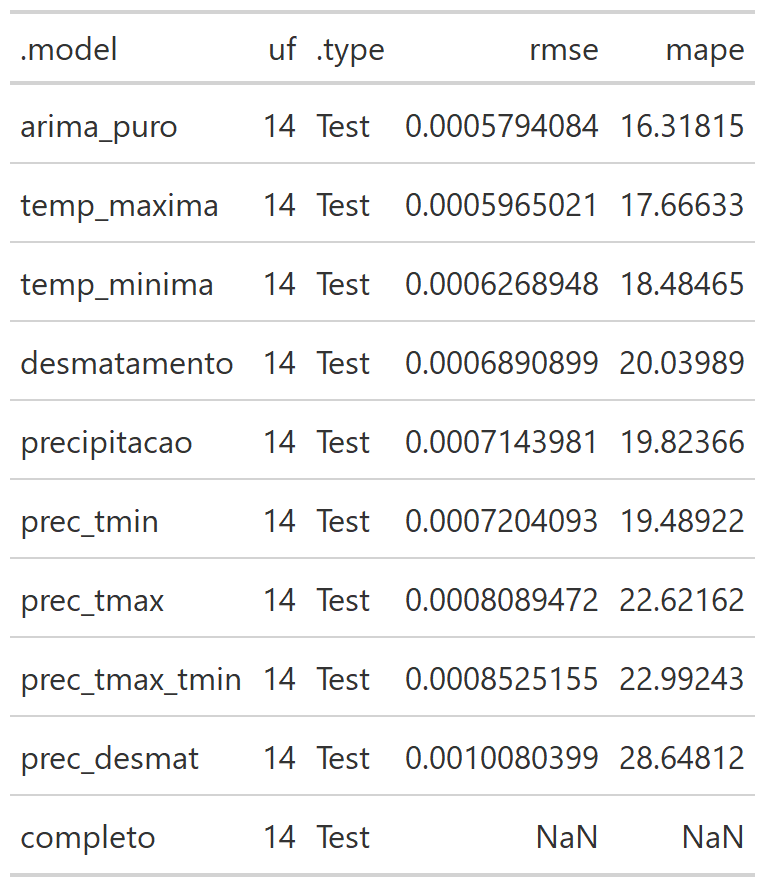 .model uf .type rmse mape
arima_puro 14 Test 0.0005794084 16.31815
temp_maxima 14 Test 0.0005965021 17.66633
temp_minima 14 Test 0.0006268948 18.48465
desmatamento 14 Test 0.0006890899 20.03989
precipitacao 14 Test 0.0007143981 19.82366
prec_tmin 14 Test 0.0007204093 19.48922
prec_tmax 14 Test 0.0008089472 22.62162
prec_tmax_tmin 14 Test 0.0008525155 22.99243
prec_desmat 14 Test 0.0010080399 28.64812
completo 14 Test NaN NaN